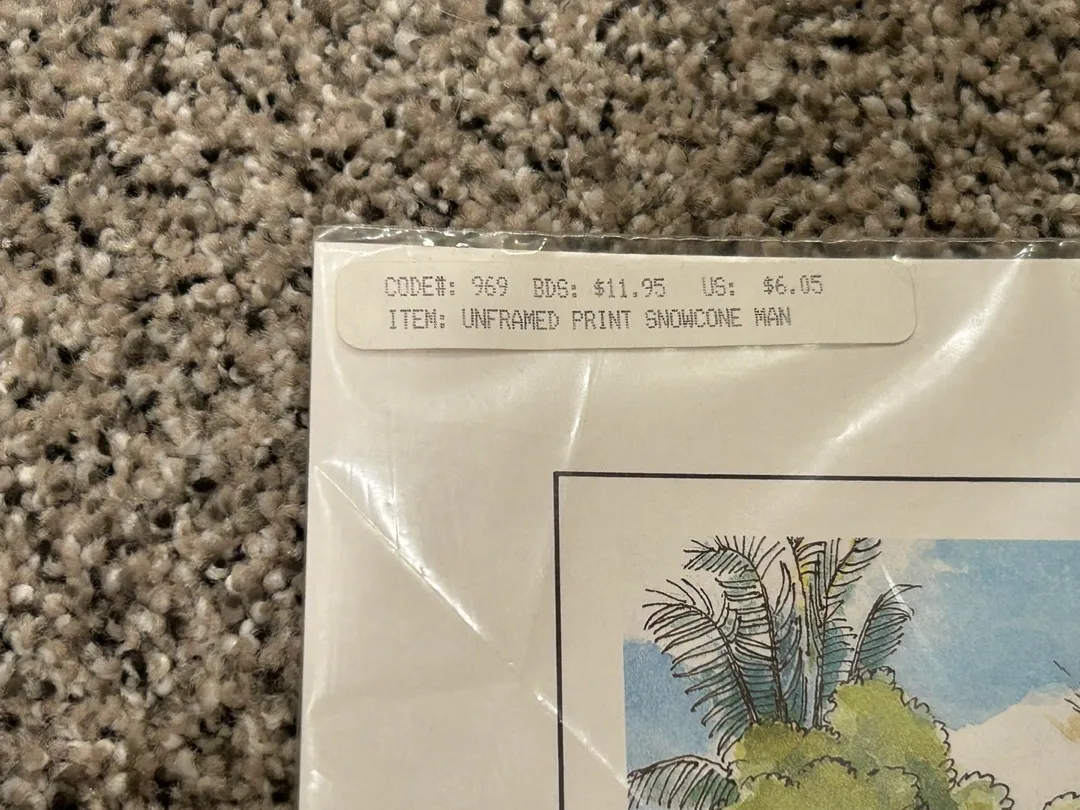 CODE#: 969 BDS: $11.95 US: $6.05
ITEM: UNFRAMED PRINT SNOWCONE MAN